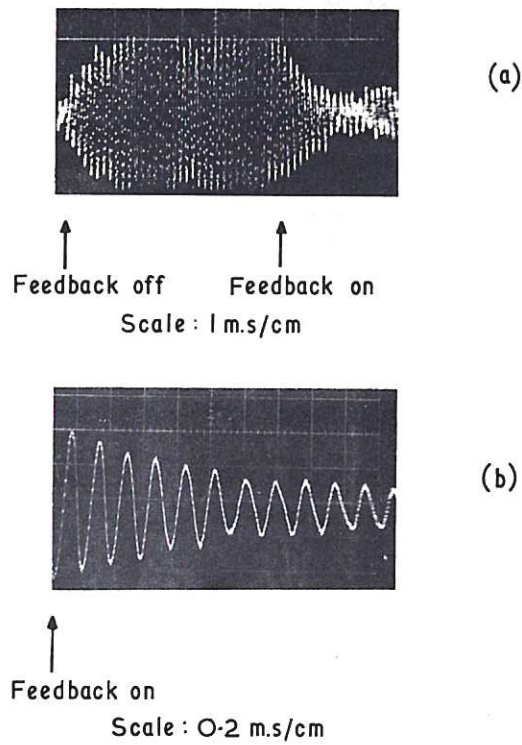 (a)
Feedback off Feedback on
Scale : 1 m.s/cm
(b)
Feedback on
Scale : 0·2 m.s/cm